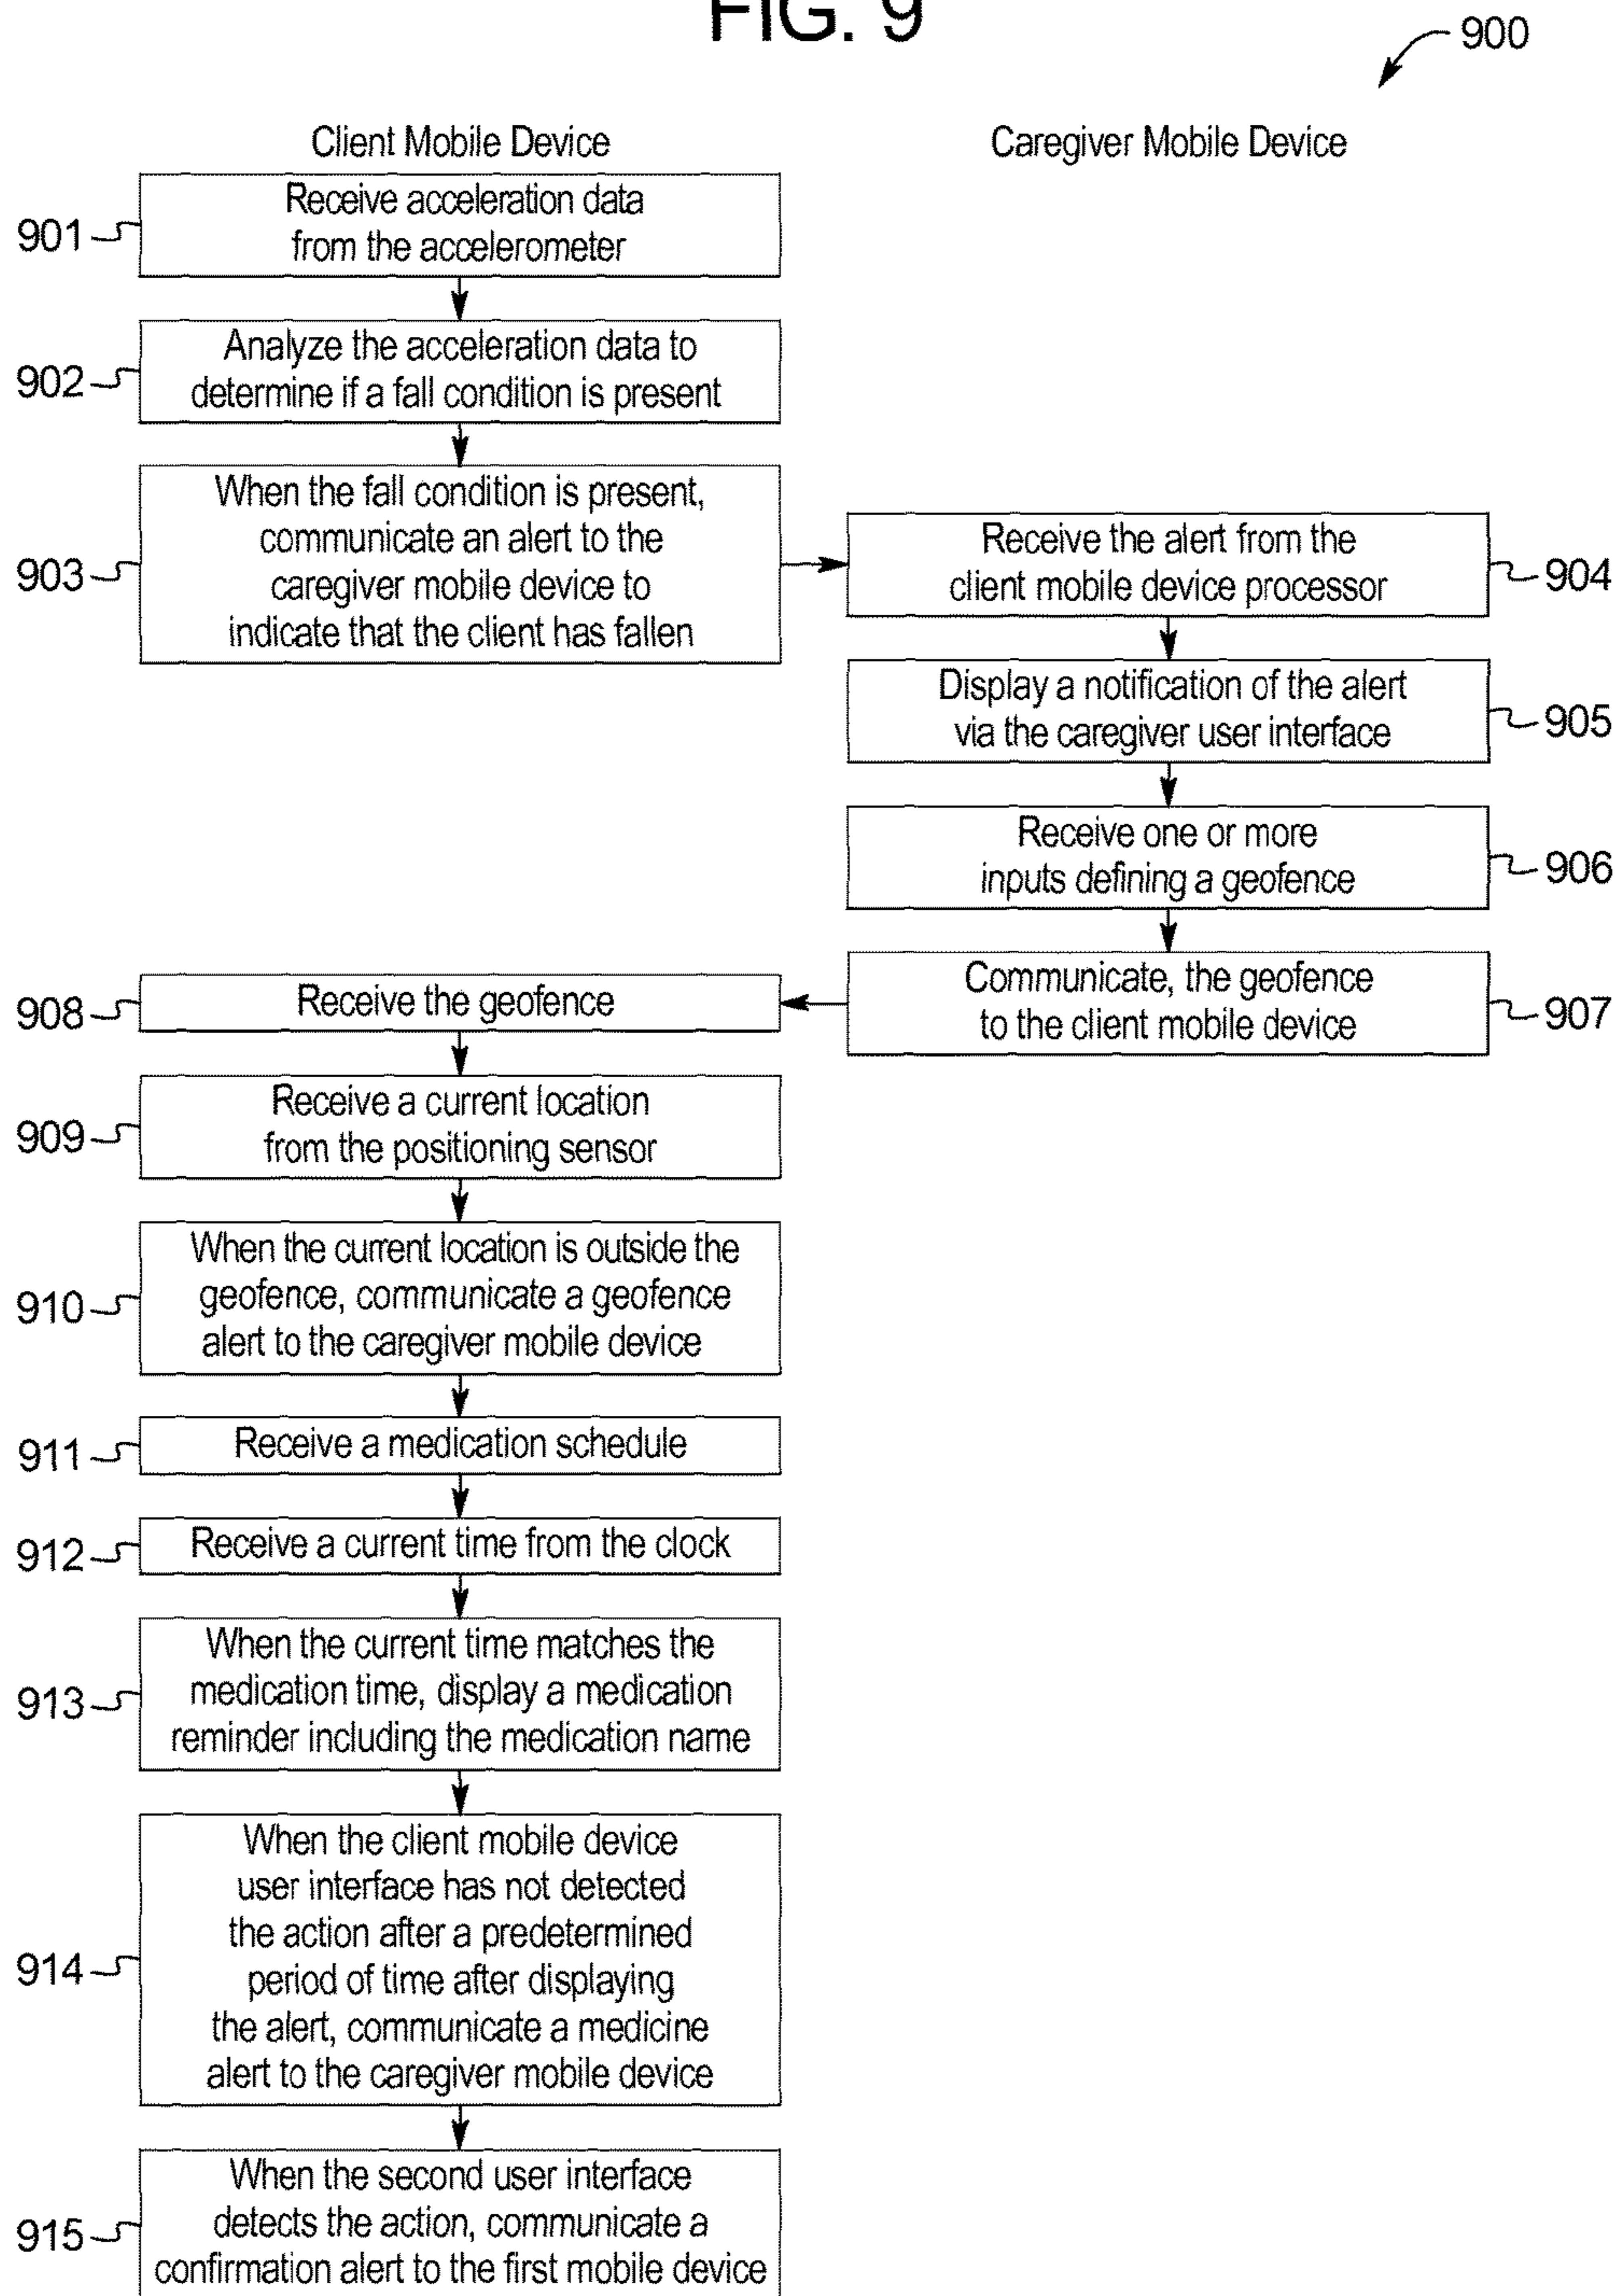 FIG. 9
900
Client Mobile Device
Caregiver Mobile Device
901
Receive acceleration data
from the accelerometer
902
Analyze the acceleration data to
determine if a fall condition is present
903
When the fall condition is present,
communicate an alert to the
caregiver mobile device to
indicate that the client has fallen
Receive the alert from the
client mobile device processor
904
Display a notification of the alert
via the caregiver user interface
905
Receive one or more
inputs defining a geofence
906
Communicate, the geofence
to the client mobile device
907
908
Receive the geofence
909
Receive a current location
from the positioning sensor
910
When the current location is outside the
geofence, communicate a geofence
alert to the caregiver mobile device
911
Receive a medication schedule
912
Receive a current time from the clock
913
When the current time matches the
medication time, display a medication
reminder including the medication name
914
When the client mobile device
user interface has not detected
the action after a predetermined
period of time after displaying
the alert, communicate a medicine
alert to the caregiver mobile device
915
When the second user interface
detects the action, communicate a
confirmation alert to the first mobile device